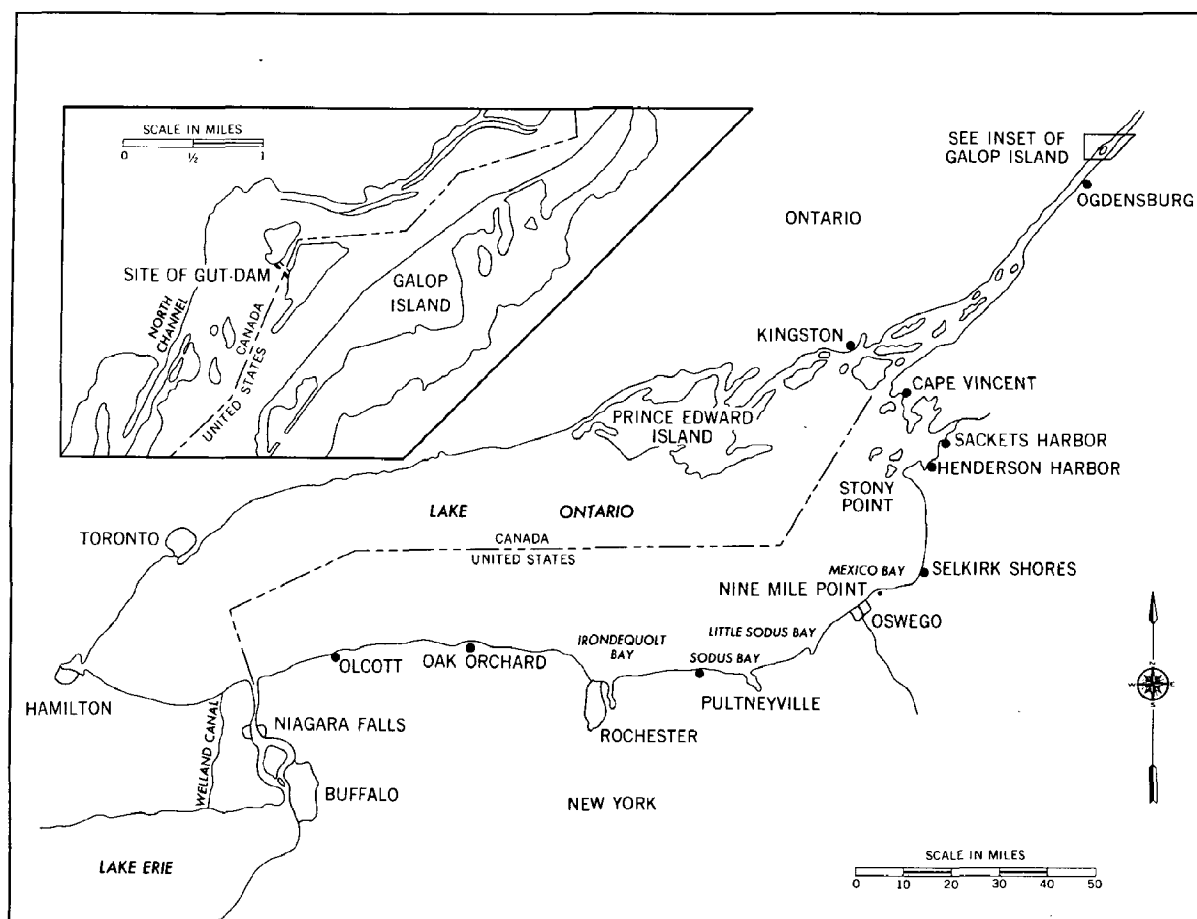 SCALE IN MILES
0 ½ 1
SITE OF GUT-DAM
NORTH CHANNEL
CANADA
UNITED STATES
GALOP
ISLAND
SEE INSET OF
GALOP ISLAND
OGDENSBURG
ONTARIO
KINGSTON
CAPE VINCENT
PRINCE EDWARD
ISLAND
SACKETS HARBOR
HENDERSON HARBOR
STONY
POINT
LAKE ONTARIO
TORONTO
CANADA
UNITED STATES
MEXICO BAY
SELKIRK SHORES
NINE MILE POINT
OSWEGO
LITTLE SODUS BAY
IRONDEQUOLT
BAY
SODUS BAY
OLCOTT
OAK ORCHARD
PULTNEYVILLE
HAMILTON
ROCHESTER
NIAGARA FALLS
WELLAND CANAL
BUFFALO
NEW YORK
LAKE ERIE
N
W E
S
SCALE IN MILES
0 10 20 30 40 50